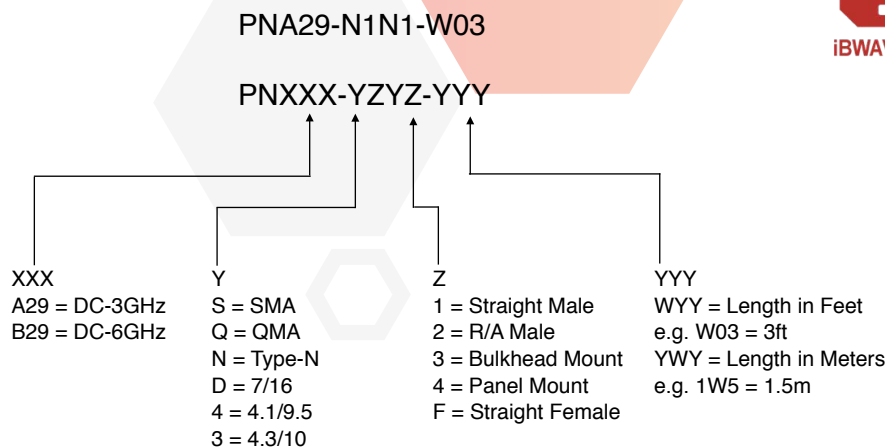 PNA29-N1N1-W03
PNXXX-YZYZ-YYY
XXX
A29 = DC-3GHz
B29 = DC-6GHz
Y
S = SMA
Q = QMA
N = Type-N
D = 7/16
4 = 4.1/9.5
3 = 4.3/10
Z
1 = Straight Male
2 = R/A Male
3 = Bulkhead Mount
4 = Panel Mount
F = Straight Female
YYY
WYY = Length in Feet
e.g. W03 = 3ft
YWY = Length in Meters
e.g. 1W5 = 1.5m